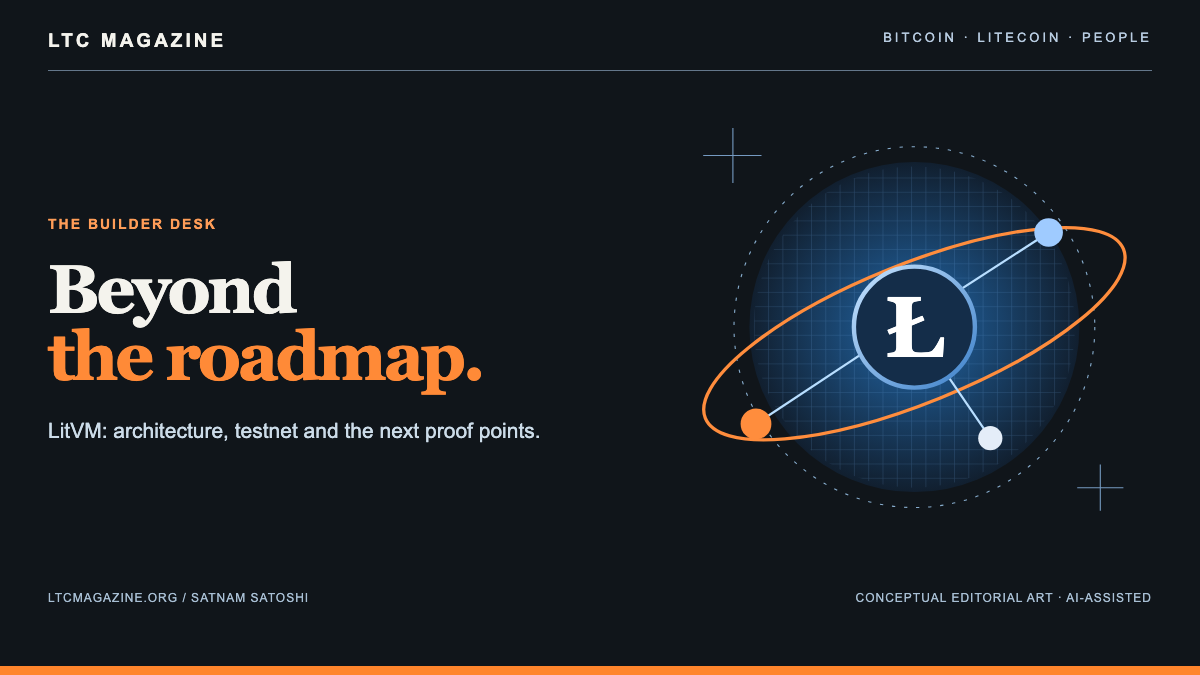 LTC MAGAZINE
BITCOIN · LITECOIN · PEOPLE
THE BUILDER DESK
Beyond
the roadmap.
LitVM: architecture, testnet and the next proof points.
Ł
LTCMAGAZINE.ORG / SATNAM SATOSHI
CONCEPTUAL EDITORIAL ART · AI-ASSISTED